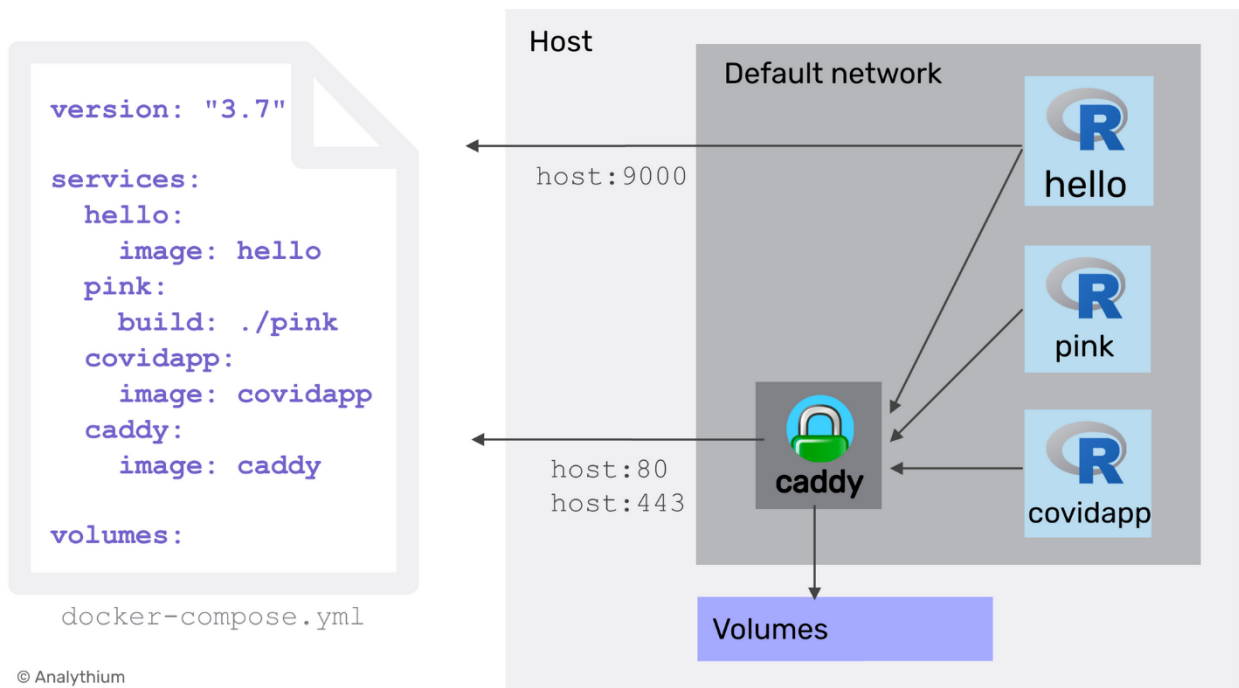 version: "3.7"
services:
  hello:
    image: hello
  pink:
    build: ./pink
  covidapp:
    image: covidapp
  caddy:
    image: caddy
volumes:
docker-compose.yml
© Analythium
Host
Default network
R
hello
host:9000
R
pink
caddy
host:80
host:443
R
covidapp
Volumes